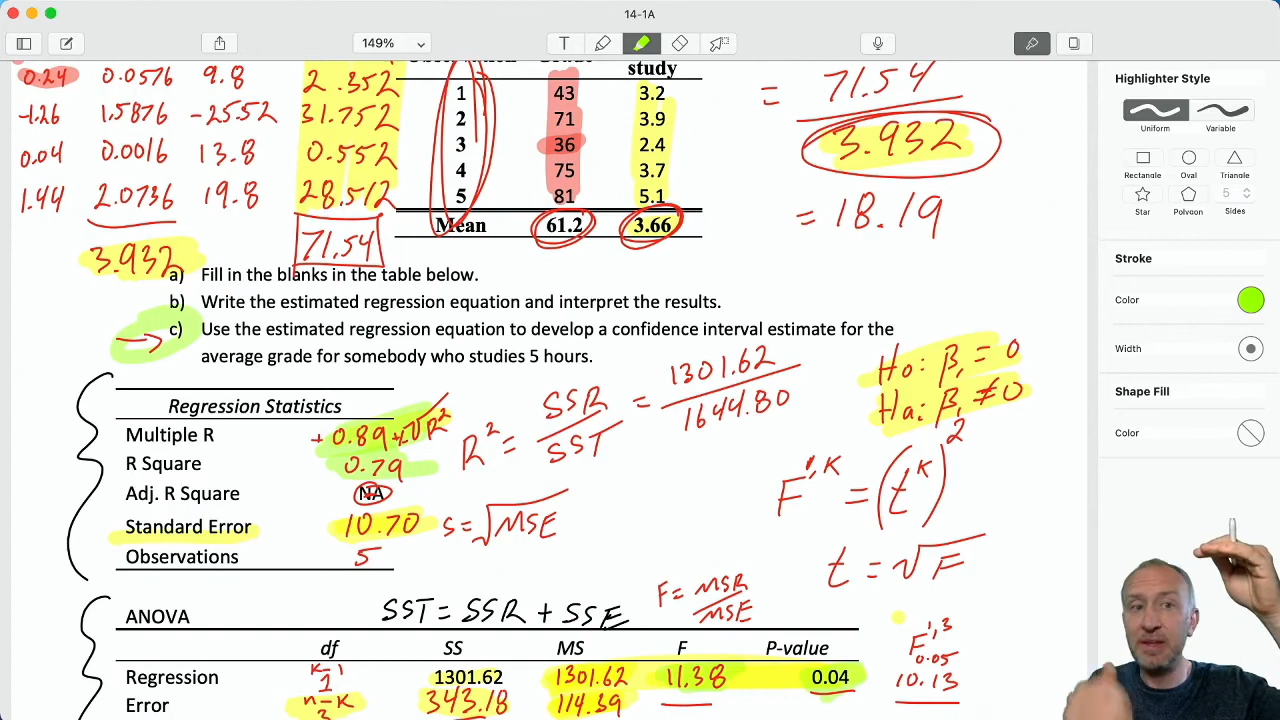 14-1A
149%
T
Highlighter Style
Uniform Variable
Rectangle Oval Triangle
Star Polygon 5 Sides
Stroke
Color
Width
Shape Fill
Color
0.24 0.0576 9.8 2.352
-1.26 1.5876 -25.52 31.752
0.04 0.0016 13.8 0.552
1.44 2.0736 19.8 28.512
3.932 71.54
study
1 43 3.2
2 71 3.9
3 36 2.4
4 75 3.7
5 81 5.1
Mean 61.2 3.66
= 71.54
3.932
= 18.19
a) Fill in the blanks in the table below.
b) Write the estimated regression equation and interpret the results.
→ c) Use the estimated regression equation to develop a confidence interval estimate for the
average grade for somebody who studies 5 hours.
Regression Statistics
Multiple R + 0.89 +√R²
R Square 0.79
Adj. R Square NA
Standard Error 10.70 s = √MSE
Observations 5
R² = SSR / SST = 1301.62 / 1644.80
Ho: β₁ = 0
Ha: β₁ ≠ 0
F¹,ᴷ = (tᴷ)²
t = √F
ANOVA SST = SSR + SSE F = MSR / MSE
df SS MS F P-value
Regression K-1 1 1301.62 1301.62 11.38 0.04
Error n-K 3 343.18 114.39
F¹,³
0.05
10.13